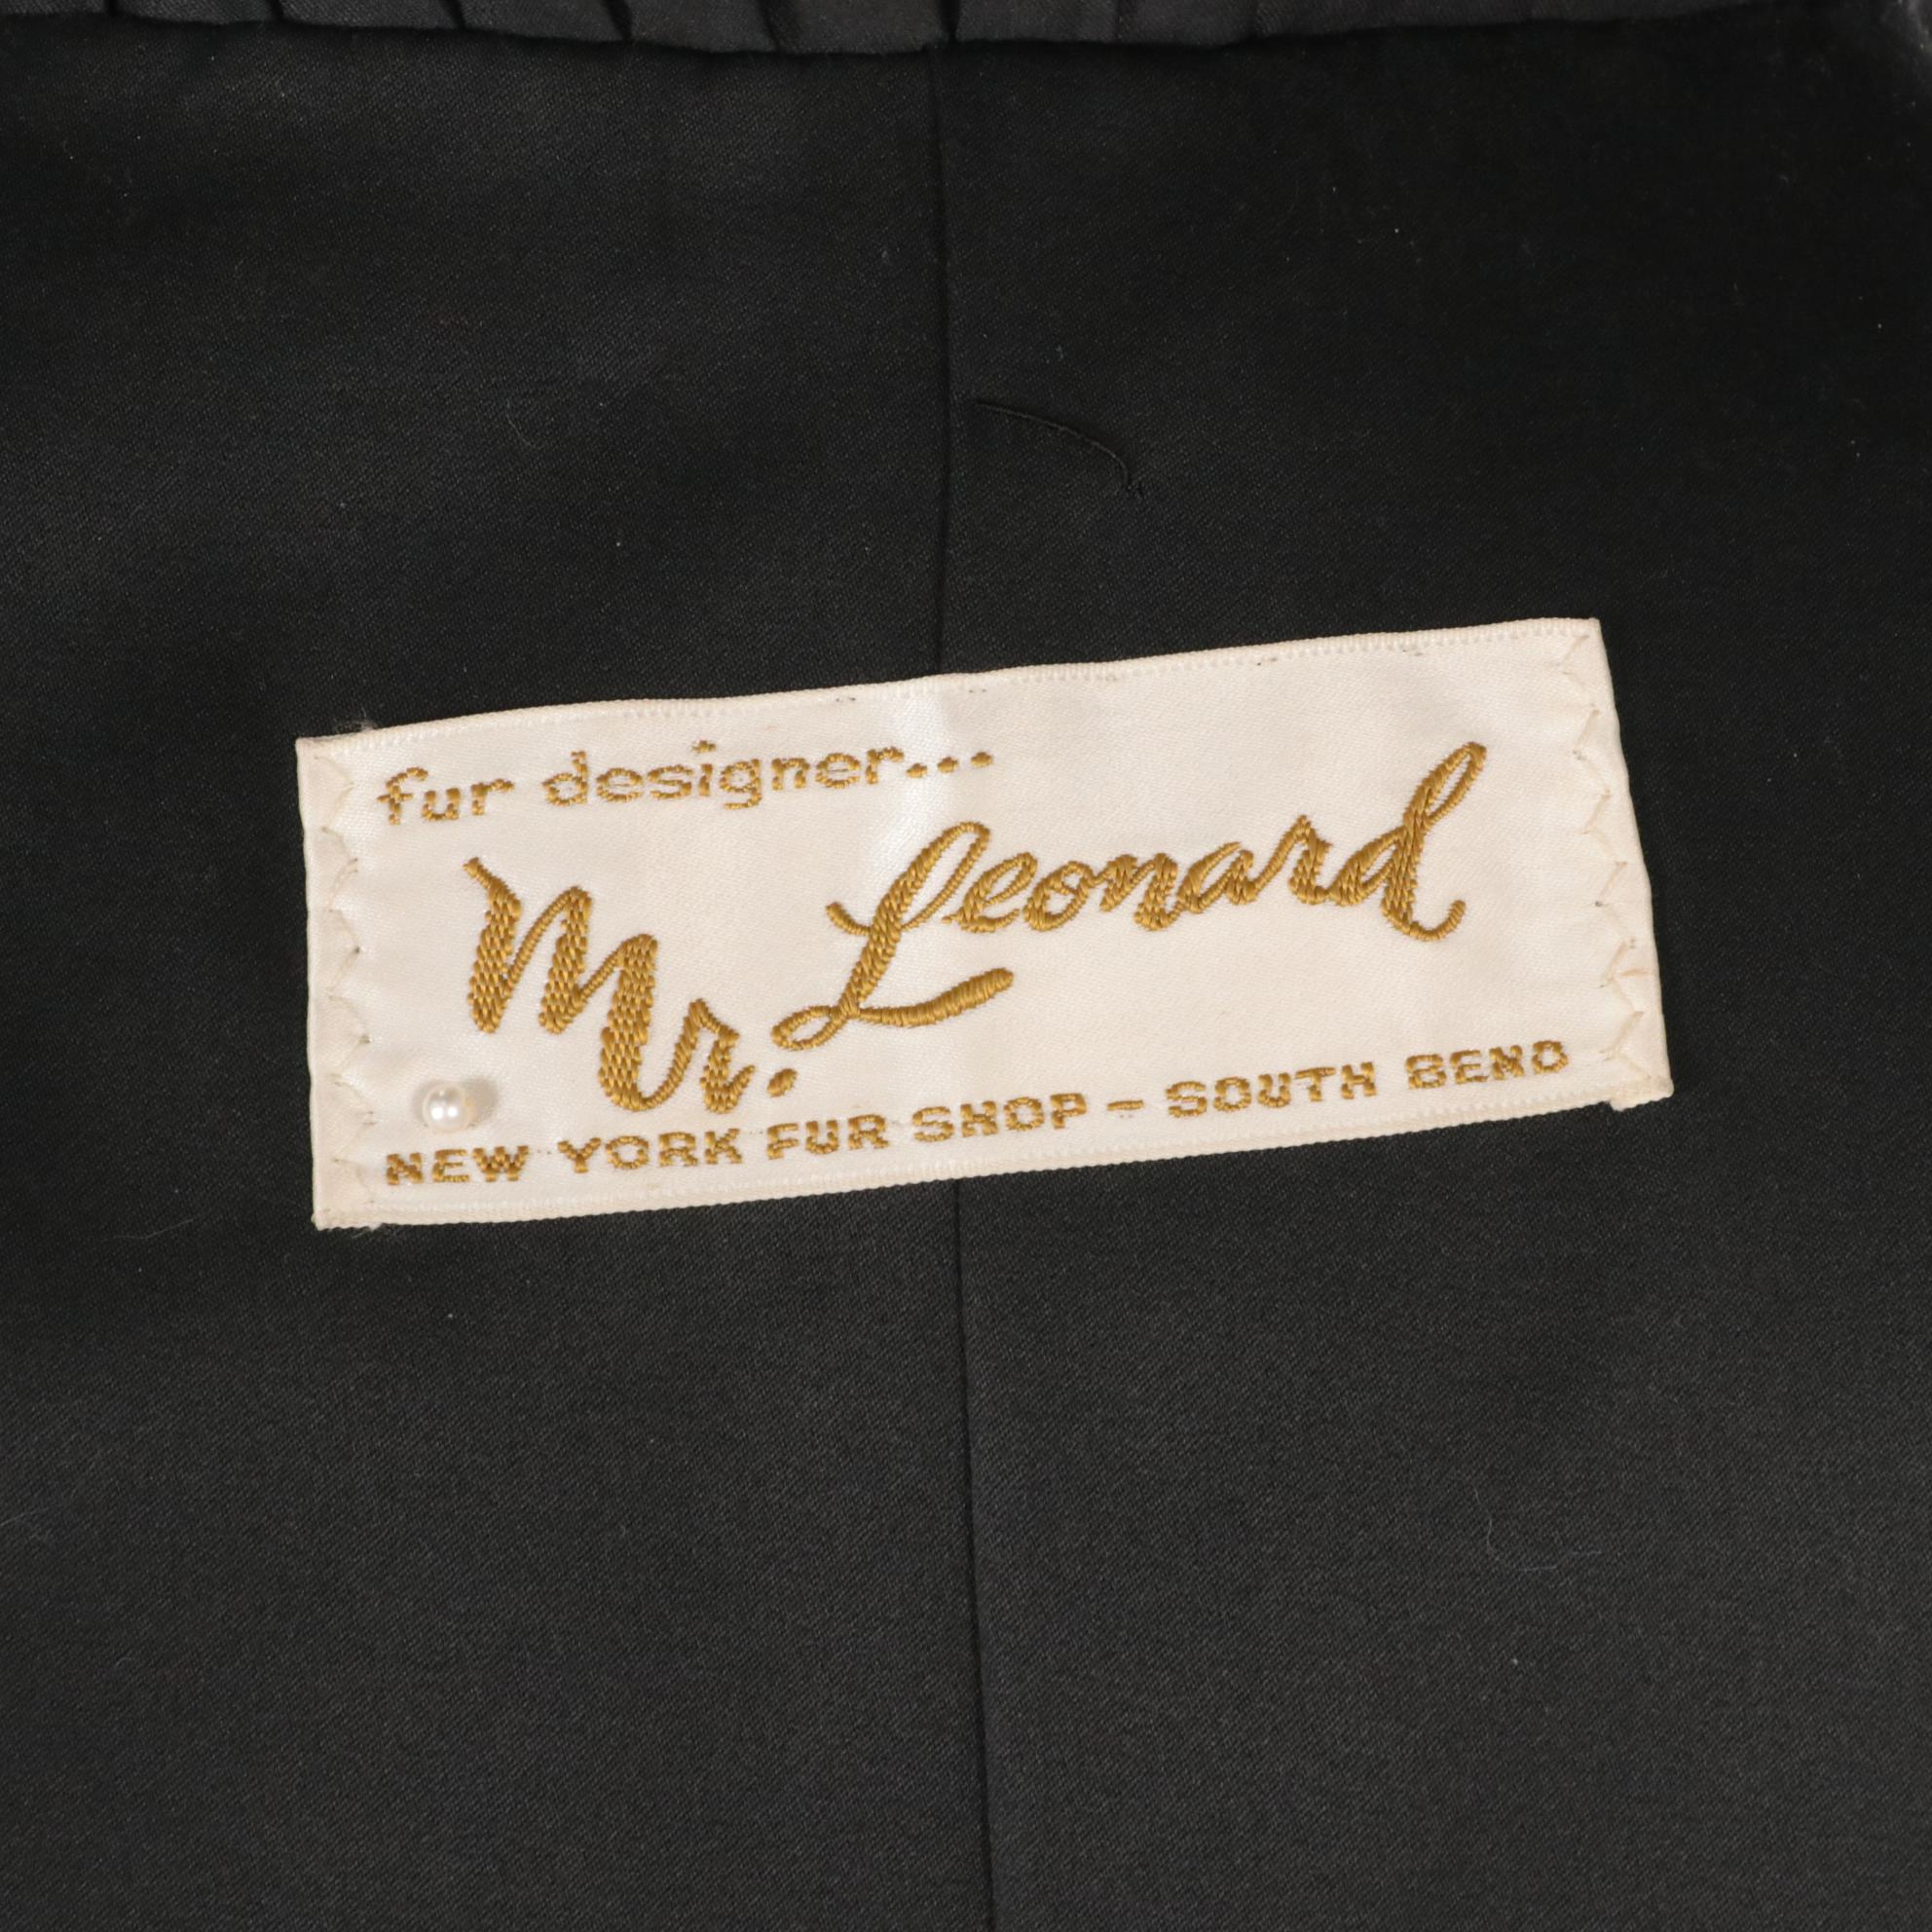 fur designer...
Mr. Leonard
NEW YORK FUR SHOP - SOUTH BEND